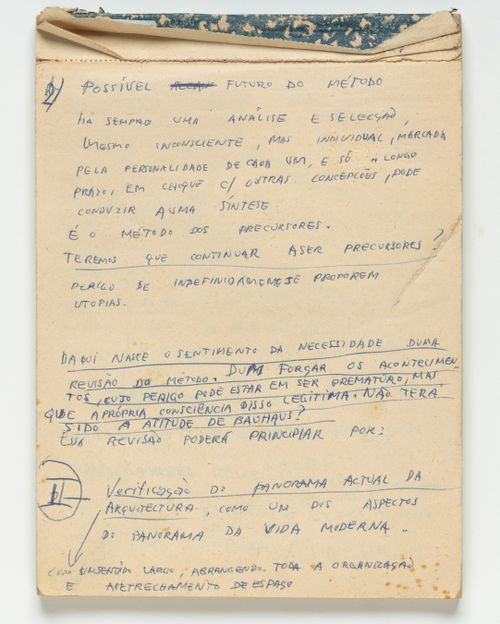 a) POSSÍVEL FUTURO DO MÉTODO
HÁ SEMPRE UMA ANÁLISE E SELECÇÃO,
MESMO INCONSCIENTE, MAS INDIVIDUAL, MARCADA
PELA PERSONALIDADE DE CADA UM, E SÓ A LONGO
PRAZO, EM CHOQUE C/ OUTRAS CONCEPÇÕES, PODE
CONDUZIR A UMA SÍNTESE
É O MÉTODO DOS PRECURSORES.
TEREMOS QUE CONTINUAR A SER PRECURSORES?
PERIGO DE INDEFINIDAMENTE SE PROPOREM
UTOPIAS.
DAQUI NASCE O SENTIMENTO DA NECESSIDADE DUMA
REVISÃO DO MÉTODO. DUM FORÇAR OS ACONTECIMEN-
TOS, CUJO PERIGO PODE ESTAR EM SER PREMATURO, MAS
QUE A PRÓPRIA CONSCIÊNCIA DISSO LEGITIMA. NÃO TERÁ
SIDO A ATITUDE DE BAUHAUS?
ESSA REVISÃO PODERÁ PRINCIPIAR POR:
b) Verificação do PANORAMA ACTUAL DA
ARQUITECTURA, COMO UM DOS ASPECTOS
DO PANORAMA DA VIDA MODERNA..
COM UM SENTIDO LARGO, ABRANGENDO TODA A ORGANIZAÇÃO
E APETRECHAMENTO DE ESPAÇO